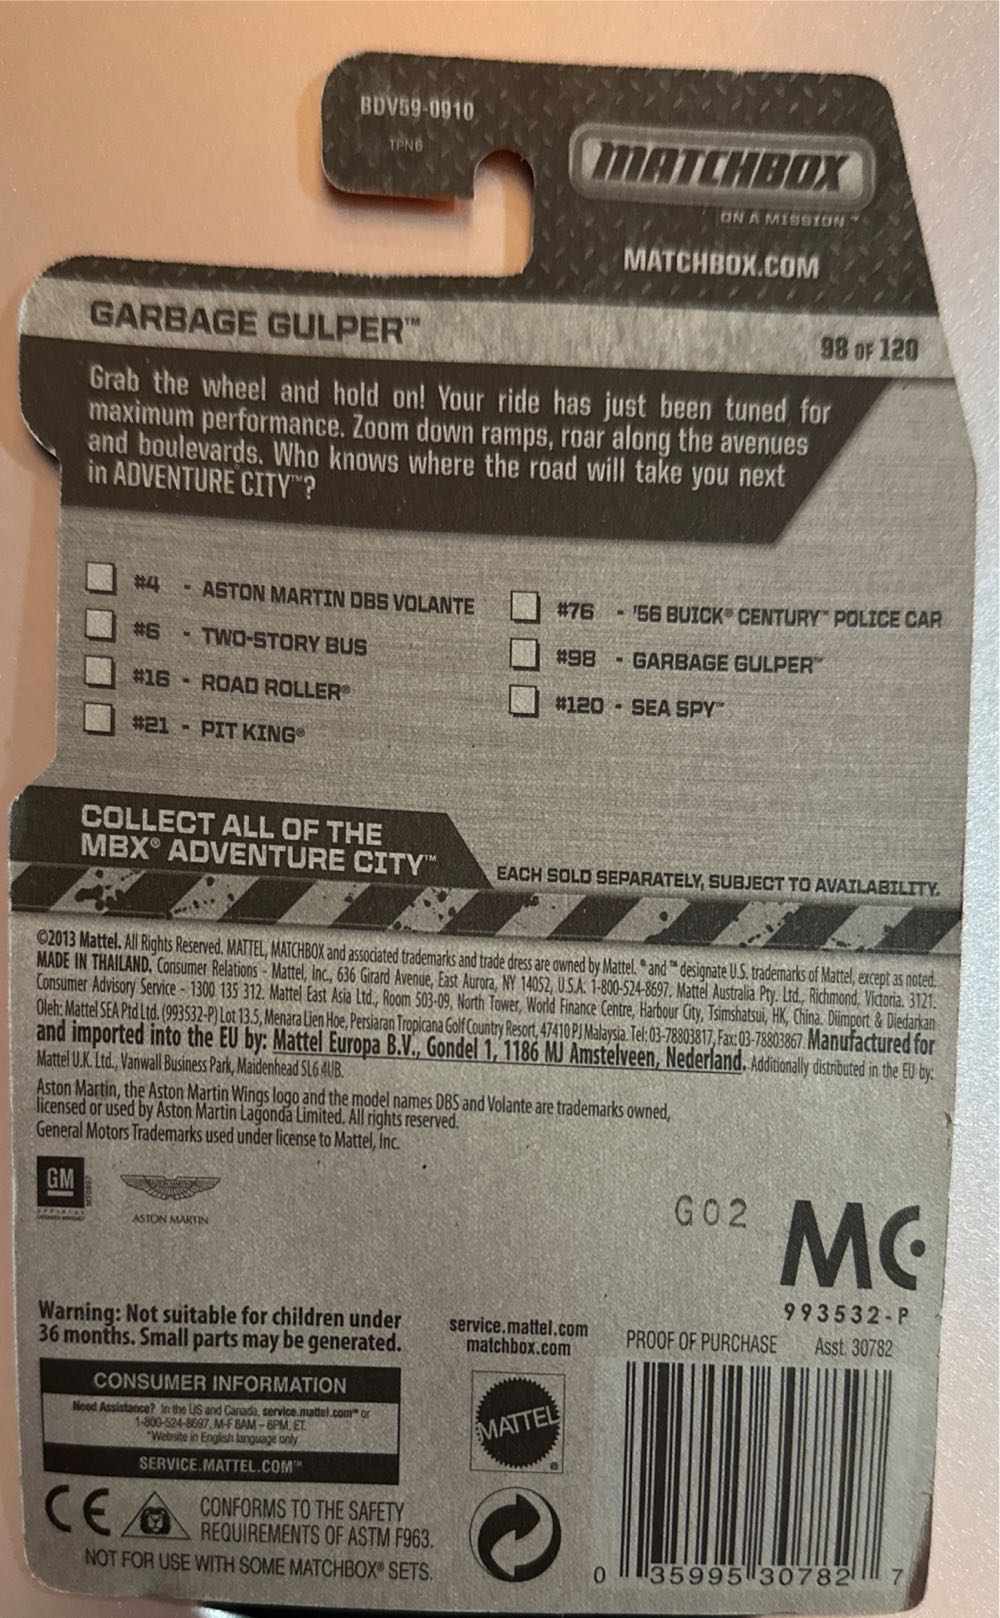 BDV59-0910
TPN6
MATCHBOX
ON A MISSION™
MATCHBOX.COM
GARBAGE GULPER™
98 OF 120
Grab the wheel and hold on! Your ride has just been tuned for
maximum performance. Zoom down ramps, roar along the avenues
and boulevards. Who knows where the road will take you next
in ADVENTURE CITY™?
#4 - ASTON MARTIN DBS VOLANTE
#6 - TWO-STORY BUS
#16 - ROAD ROLLER®
#21 - PIT KING®
#76 - '56 BUICK® CENTURY™ POLICE CAR
#98 - GARBAGE GULPER™
#120 - SEA SPY™
COLLECT ALL OF THE
MBX® ADVENTURE CITY™
EACH SOLD SEPARATELY, SUBJECT TO AVAILABILITY.
©2013 Mattel. All Rights Reserved. MATTEL, MATCHBOX and associated trademarks and trade dress are owned by Mattel. ® and ™ designate U.S. trademarks of Mattel, except as noted.
MADE IN THAILAND. Consumer Relations - Mattel, Inc., 636 Girard Avenue, East Aurora, NY 14052, U.S.A. 1-800-524-8697. Mattel Australia Pty. Ltd., Richmond, Victoria. 3121.
Consumer Advisory Service - 1300 135 312. Mattel East Asia Ltd., Room 503-09, North Tower, World Finance Centre, Harbour City, Tsimshatsui, HK, China. Diimport & Diedarkan
Oleh: Mattel SEA Ptd Ltd. (993532-P) Lot 13.5, Menara Lien Hoe, Persiaran Tropicana Golf Country Resort, 47410 PJ Malaysia. Tel: 03-78803817, Fax: 03-78803867. Manufactured for
and imported into the EU by: Mattel Europa B.V., Gondel 1, 1186 MJ Amstelveen, Nederland. Additionally distributed in the EU by:
Mattel U.K. Ltd., Vanwall Business Park, Maidenhead SL6 4UB.
Aston Martin, the Aston Martin Wings logo and the model names DBS and Volante are trademarks owned,
licensed or used by Aston Martin Lagonda Limited. All rights reserved.
General Motors Trademarks used under license to Mattel, Inc.
GM
ASTON MARTIN
G02
MC
993532-P
Warning: Not suitable for children under
36 months. Small parts may be generated.
service.mattel.com
matchbox.com
PROOF OF PURCHASE
Asst. 30782
CONSUMER INFORMATION
Need Assistance? In the US and Canada, service.mattel.com™ or
1-800-524-8697, M-F 8AM – 6PM, ET.
*Website in English language only
SERVICE.MATTEL.COM™
MATTEL®
CE
CONFORMS TO THE SAFETY
REQUIREMENTS OF ASTM F963.
NOT FOR USE WITH SOME MATCHBOX® SETS.
0 35995 30782 7